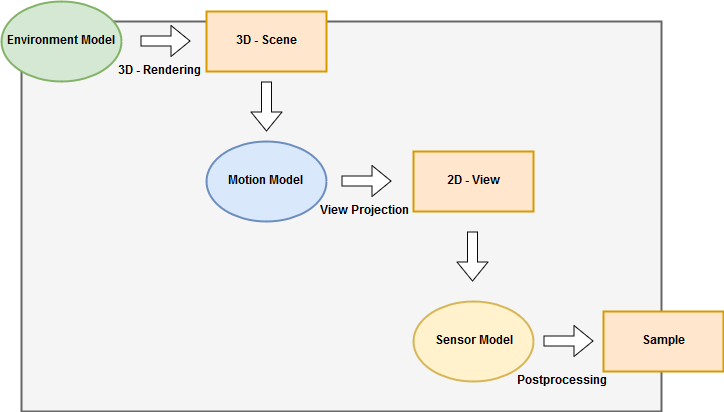 Environment Model
3D - Scene
3D - Rendering
Motion Model
2D - View
View Projection
Sensor Model
Sample
Postprocessing